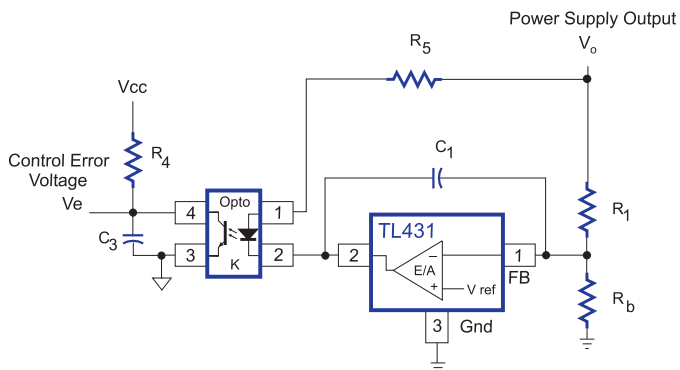 Power Supply Output
Vo
R5
Vcc
C1
R4
Control Error
Voltage
Ve
Opto
4
1
R1
TL431
C3
3
2
K
2
E/A
−
+
V ref
1
FB
Rb
3
Gnd